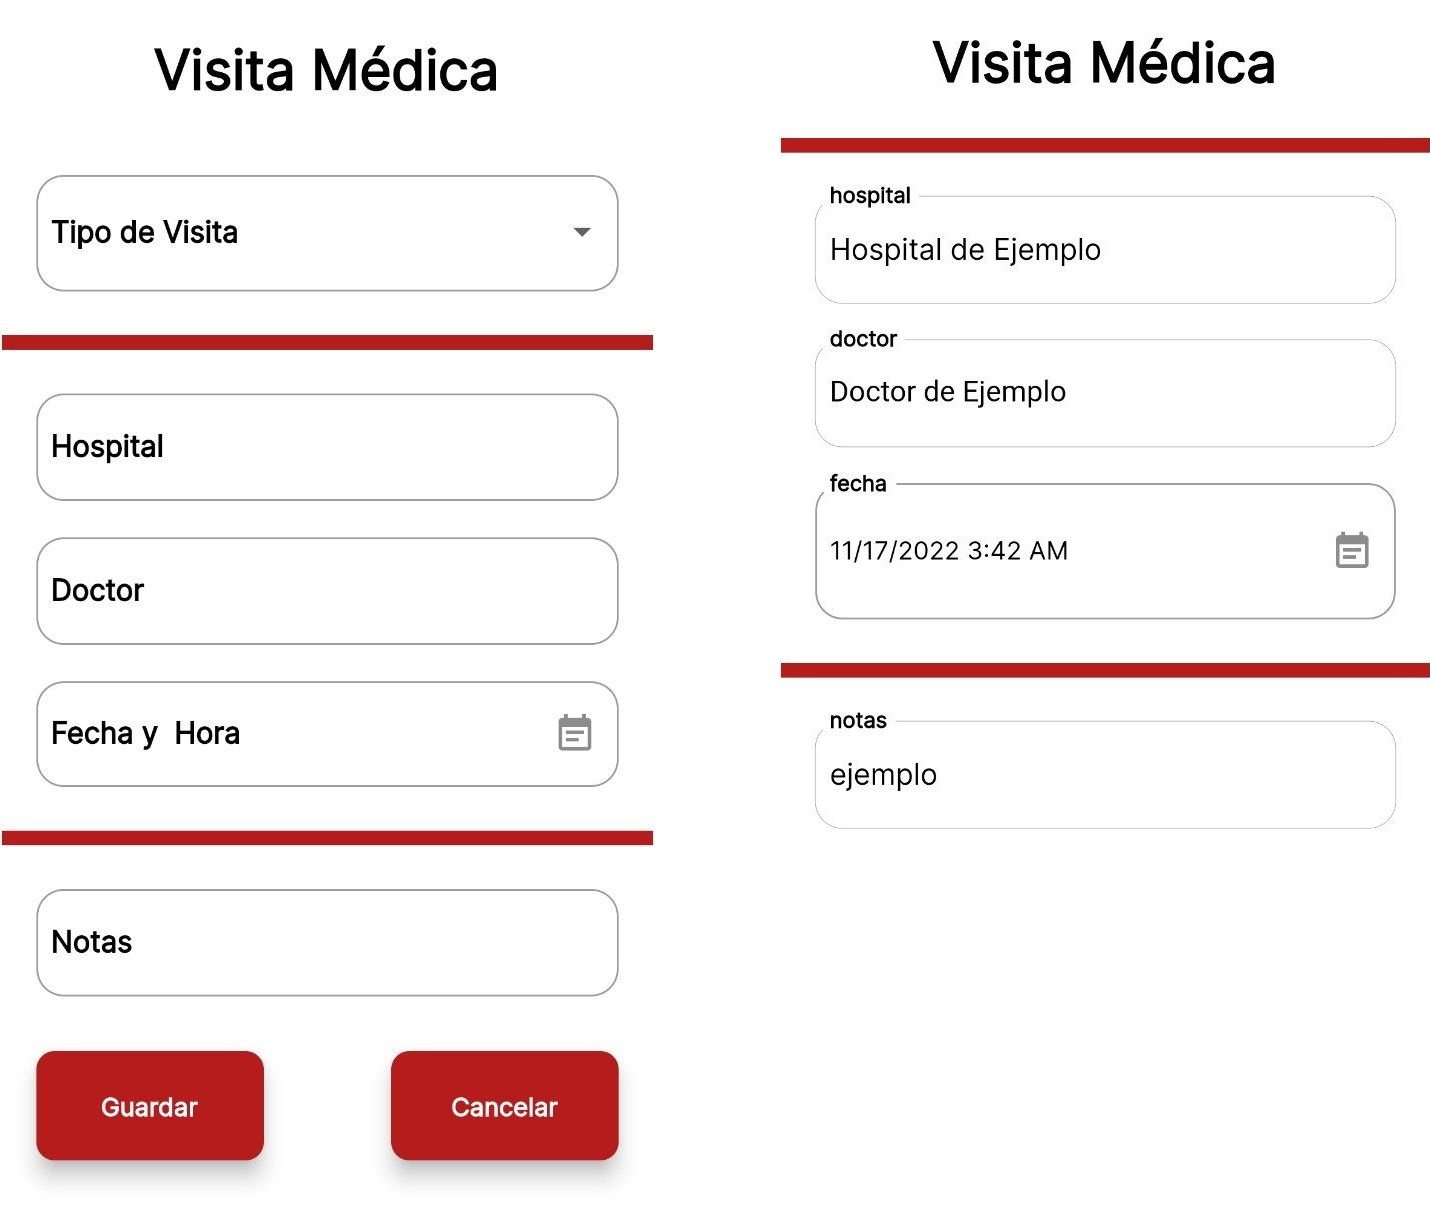 Visita Médica
Tipo de Visita
Hospital
Doctor
Fecha y  Hora
Notas
Guardar
Cancelar
Visita Médica
hospital
Hospital de Ejemplo
doctor
Doctor de Ejemplo
fecha
11/17/2022 3:42 AM
notas
ejemplo